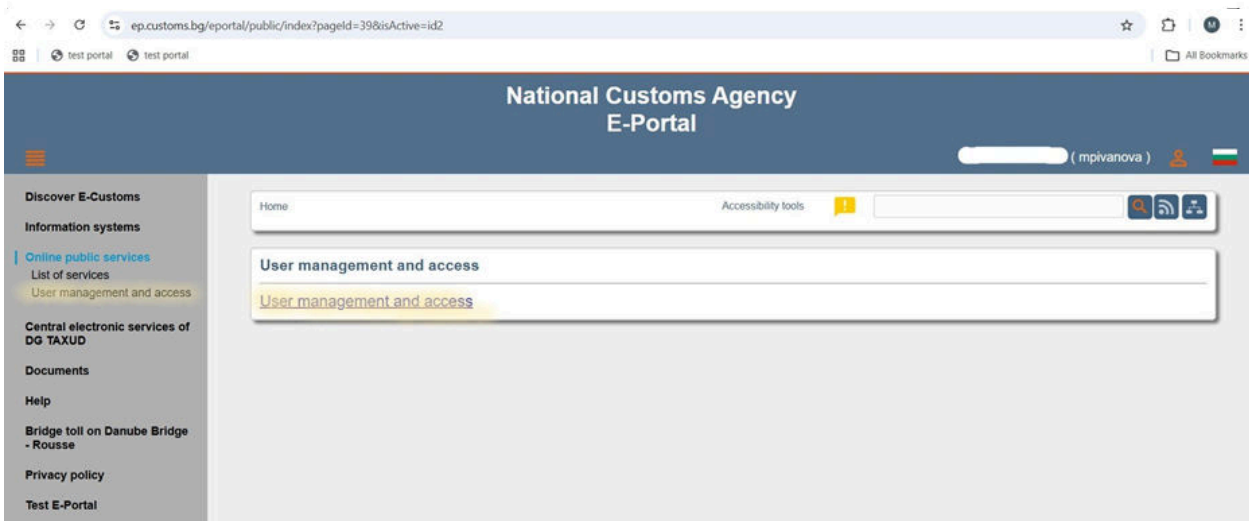 ep.customs.bg/eportal/public/index?pageId=39&isActive=id2
M
test portal test portal
All Bookmarks
National Customs Agency
E-Portal
( mpivanova )
Discover E-Customs
Information systems
Online public services
List of services
User management and access
Central electronic services of
DG TAXUD
Documents
Help
Bridge toll on Danube Bridge
- Rousse
Privacy policy
Test E-Portal
Home
Accessibility tools
User management and access
User management and access